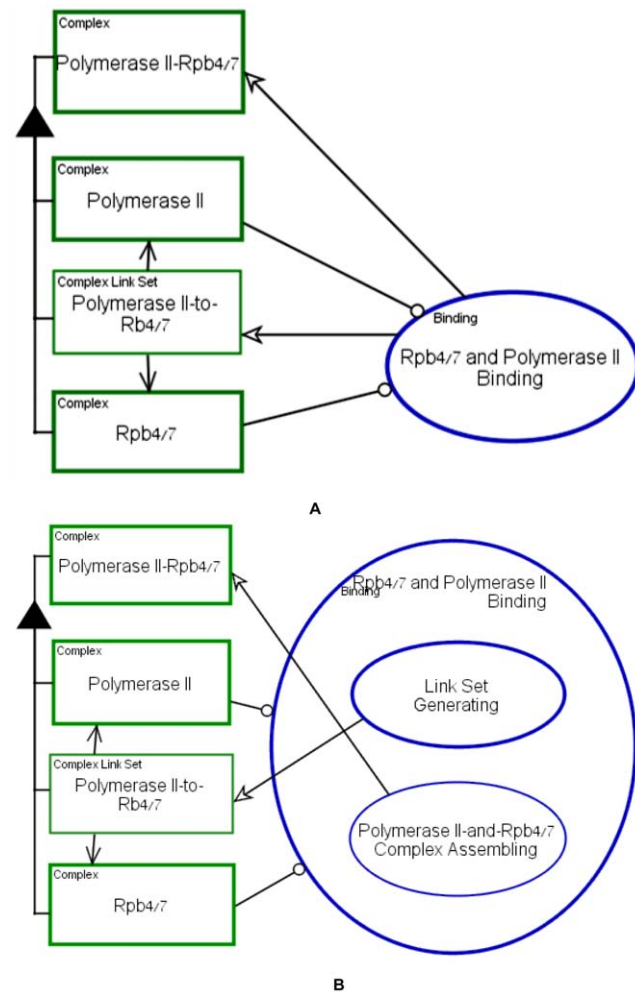 Complex
Polymerase II-Rpb4/7
Complex
Polymerase II
Complex Link Set
Polymerase II-to-
Rb4/7
Complex
Rpb4/7
Binding
Rpb4/7 and Polymerase II
Binding
A
Complex
Polymerase II-Rpb4/7
Complex
Polymerase II
Complex Link Set
Polymerase II-to-
Rb4/7
Complex
Rpb4/7
Binding
Rpb4/7 and Polymerase II
Binding
Link Set
Generating
Polymerase II-and-Rpb4/7
Complex Assembling
B